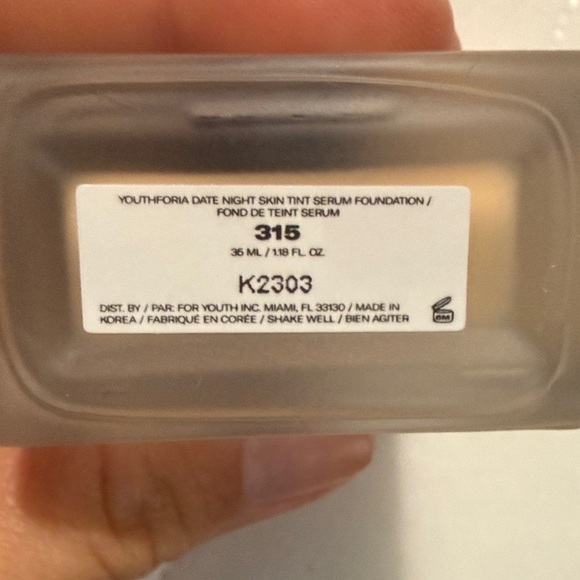 YOUTHFORIA DATE NIGHT SKIN TINT SERUM FOUNDATION /
FOND DE TEINT SERUM
315
35 ML / 1.18 FL. OZ.
K2303
DIST. BY / PAR: FOR YOUTH INC. MIAMI, FL 33130 / MADE IN
KOREA / FABRIQUÉ EN CORÉE / SHAKE WELL / BIEN AGITER
6M